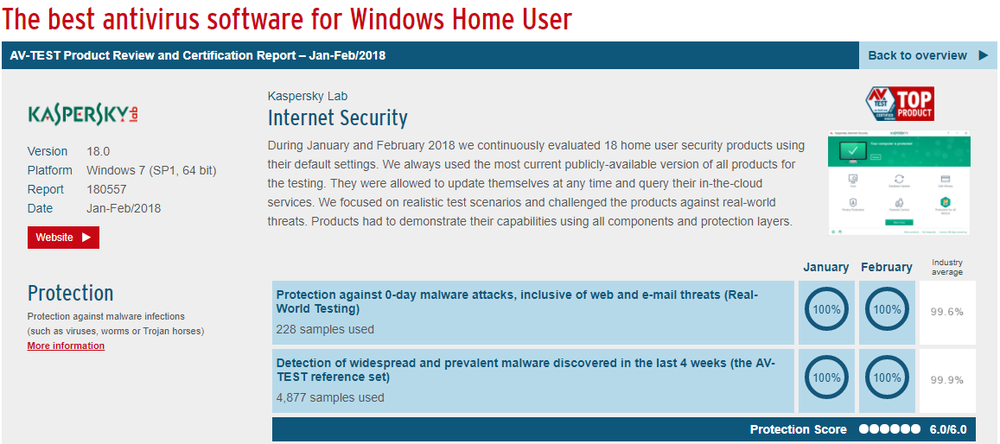 The best antivirus software for Windows Home User
AV-TEST Product Review and Certification Report – Jan-Feb/2018
Back to overview
KASPERSKY lab
Version 18.0
Platform Windows 7 (SP1, 64 bit)
Report 180557
Date Jan-Feb/2018
Website
Kaspersky Lab
Internet Security
During January and February 2018 we continuously evaluated 18 home user security products using
their default settings. We always used the most current publicly-available version of all products for
the testing. They were allowed to update themselves at any time and query their in-the-cloud
services. We focused on realistic test scenarios and challenged the products against real-world
threats. Products had to demonstrate their capabilities using all components and protection layers.
AV TEST
TOP
PRODUCT
Protection
Protection against malware infections
(such as viruses, worms or Trojan horses)
More information
January February Industry
average
Protection against 0-day malware attacks, inclusive of web and e-mail threats (Real-
World Testing)
228 samples used
100% 100% 99.6%
Detection of widespread and prevalent malware discovered in the last 4 weeks (the AV-
TEST reference set)
4,877 samples used
100% 100% 99.9%
Protection Score 6.0/6.0